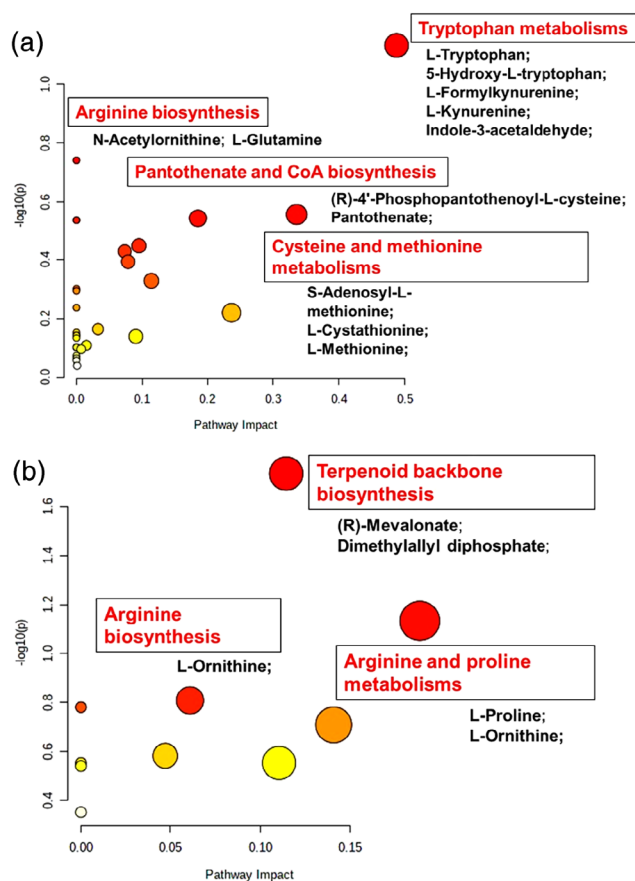 (a)
Tryptophan metabolisms
L-Tryptophan;
5-Hydroxy-L-tryptophan;
L-Formylkynurenine;
L-Kynurenine;
Indole-3-acetaldehyde;
Arginine biosynthesis
N-Acetylornithine; L-Glutamine
Pantothenate and CoA biosynthesis
(R)-4'-Phosphopantothenoyl-L-cysteine;
Pantothenate;
Cysteine and methionine
metabolisms
S-Adenosyl-L-
methionine;
L-Cystathionine;
L-Methionine;
-log10(p)
1.0
0.8
0.6
0.4
0.2
0.0
0.0 0.1 0.2 0.3 0.4 0.5
Pathway Impact
(b)
Terpenoid backbone
biosynthesis
(R)-Mevalonate;
Dimethylallyl diphosphate;
Arginine
biosynthesis
L-Ornithine;
Arginine and proline
metabolisms
L-Proline;
L-Ornithine;
-log10(p)
1.6
1.4
1.2
1.0
0.8
0.6
0.4
0.00 0.05 0.10 0.15
Pathway Impact